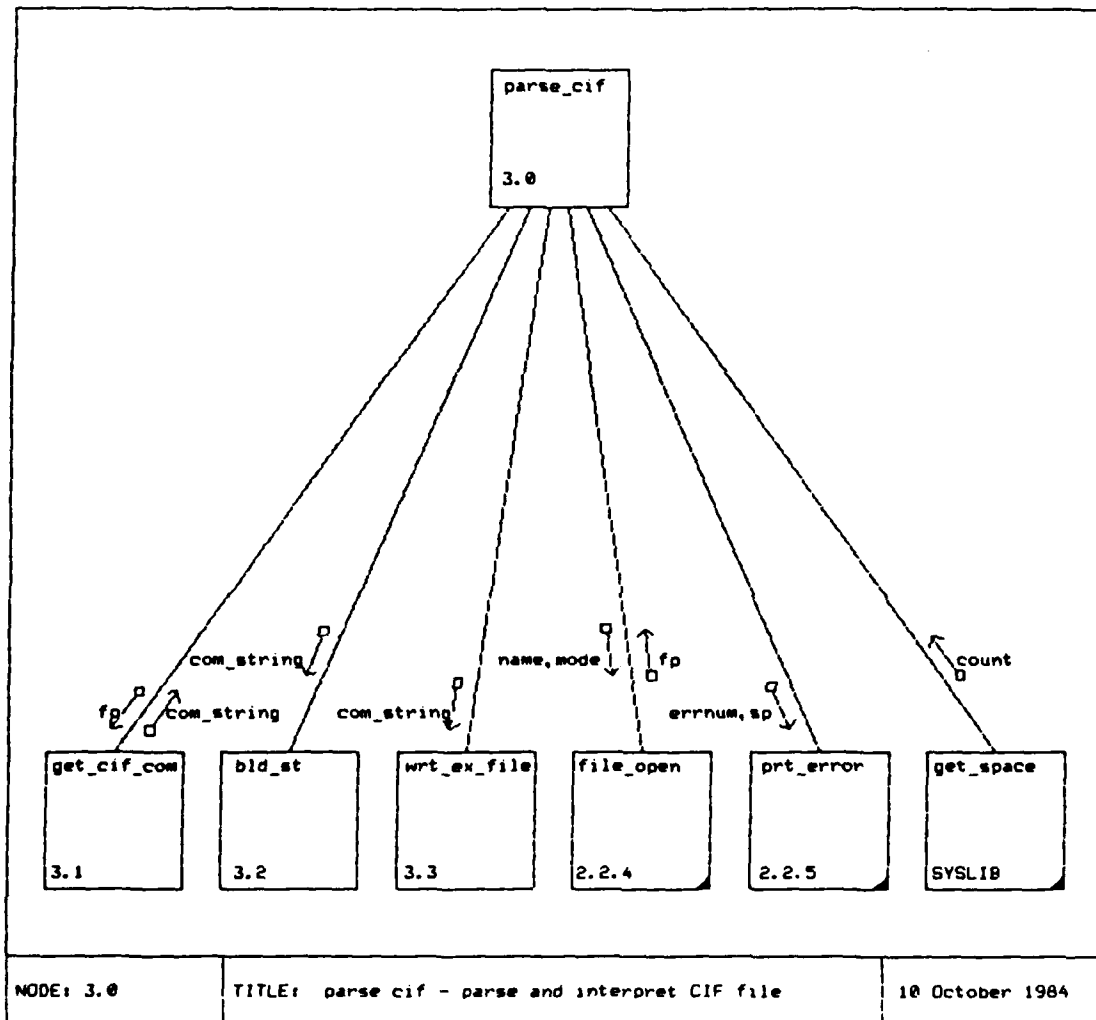 parse_cif
3.0
com_string
name,mode
fp
count
fp
com_string
com_string
errnum,sp
get_cif_com
bld_st
wrt_ex_file
file_open
prt_error
get_space
3.1
3.2
3.3
2.2.4
2.2.5
SYSLIB
NODE: 3.0
TITLE: parse cif - parse and interpret CIF file
10 October 1984